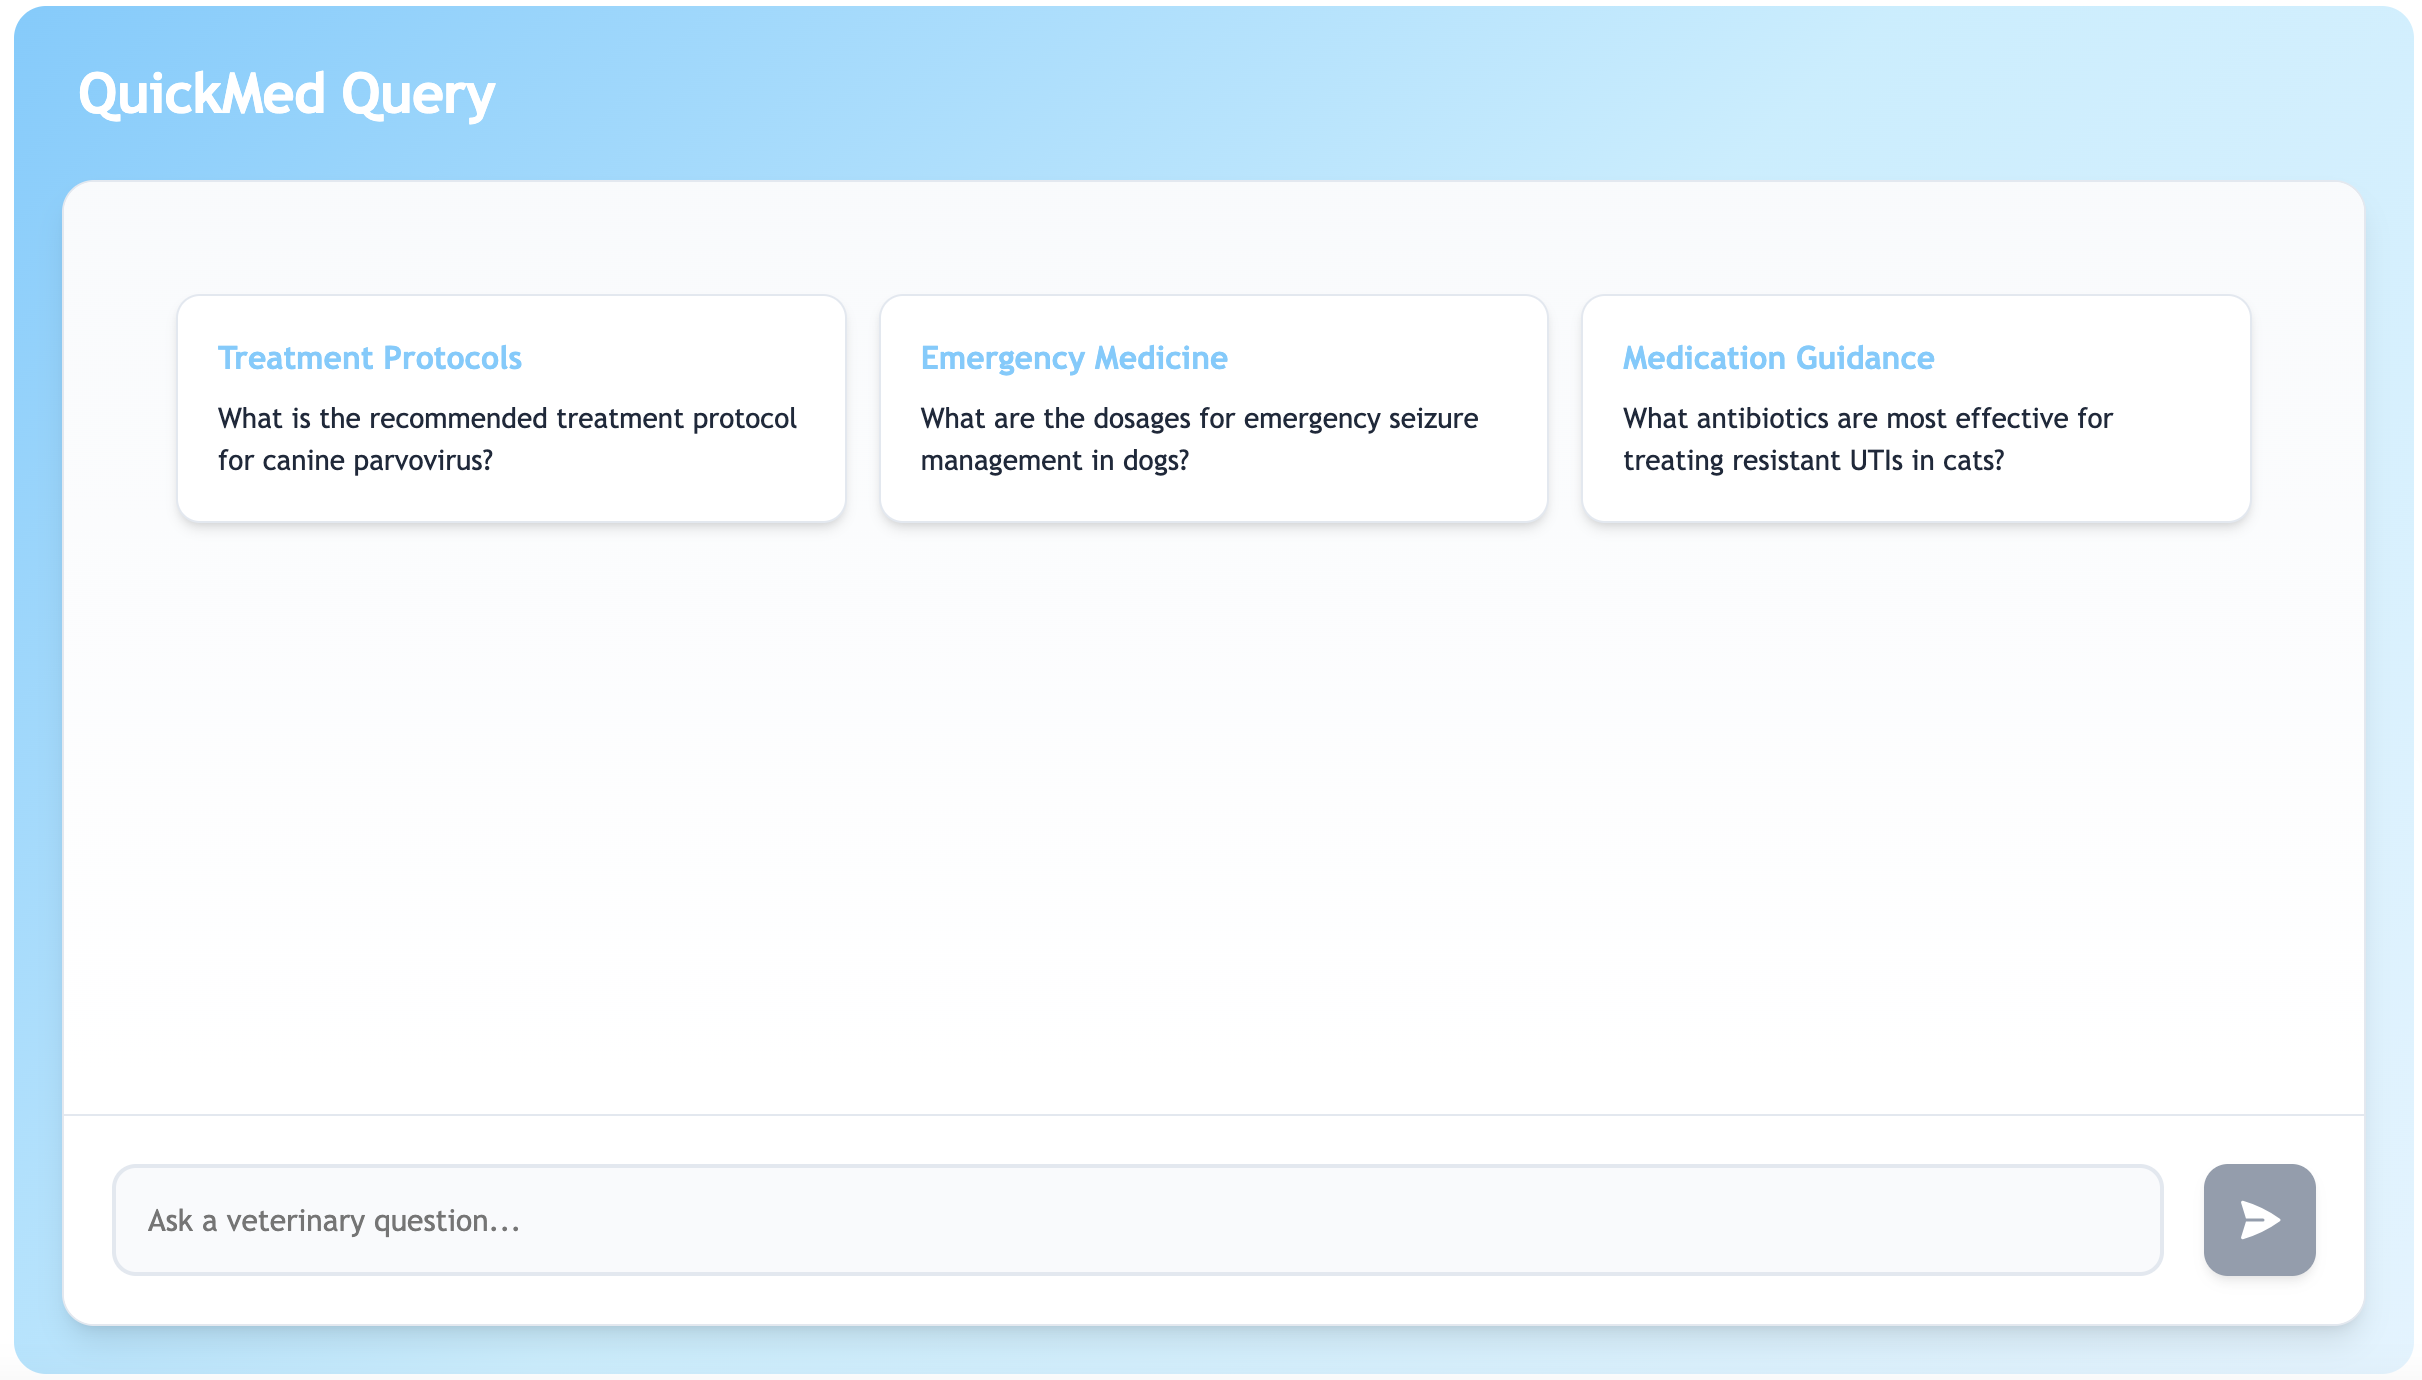 QuickMed Query
Treatment Protocols
What is the recommended treatment protocol
for canine parvovirus?
Emergency Medicine
What are the dosages for emergency seizure
management in dogs?
Medication Guidance
What antibiotics are most effective for
treating resistant UTIs in cats?
Ask a veterinary question...